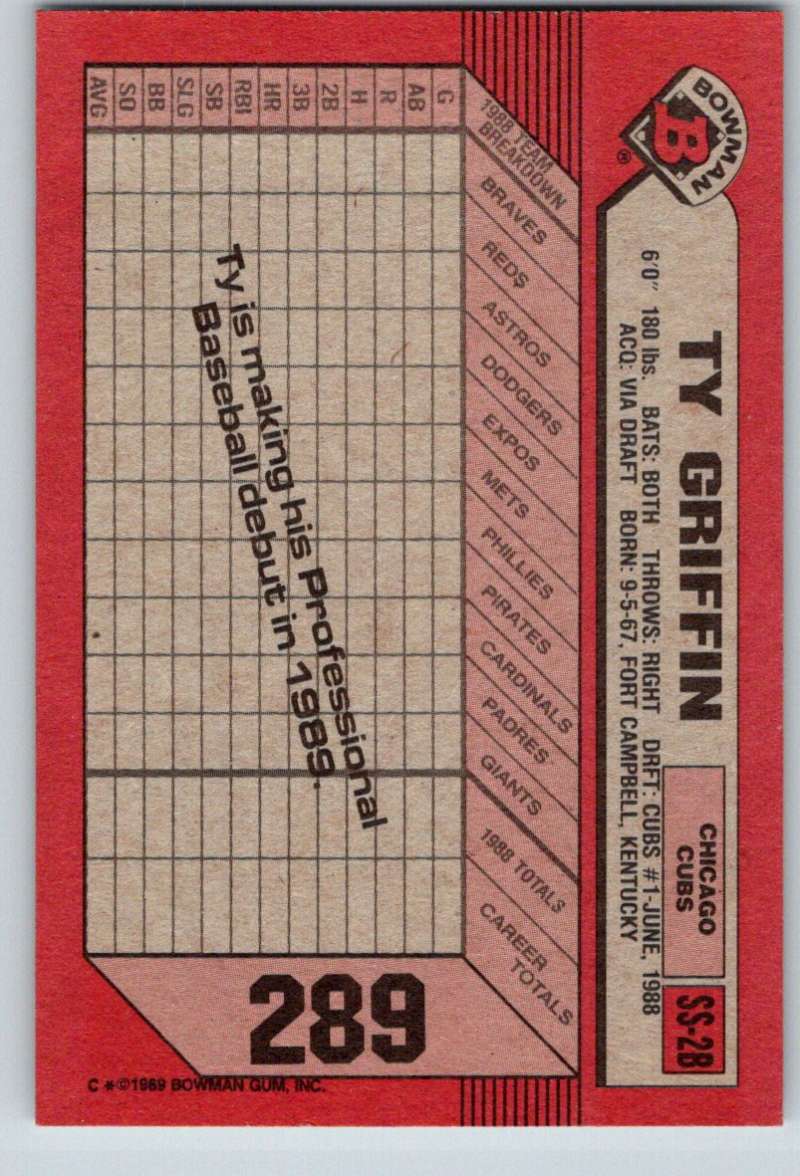 BOWMAN
B
®
TY GRIFFIN
CHICAGO
CUBS
SS-2B
6'0" 180 lbs. BATS: BOTH THROWS: RIGHT DRFT: CUBS #1-JUNE, 1988
ACQ: VIA DRAFT BORN: 9-5-67, FORT CAMPBELL, KENTUCKY
1988 TEAM
BREAKDOWN
BRAVES
REDS
ASTROS
DODGERS
EXPOS
METS
PHILLIES
PIRATES
CARDINALS
PADRES
GIANTS
1988 TOTALS
CAREER
TOTALS
G
AB
R
H
2B
3B
HR
RBI
SB
SLG
BB
SO
AVG
Ty is making his Professional
Baseball debut in 1989.
289
C *©1989 BOWMAN GUM, INC.